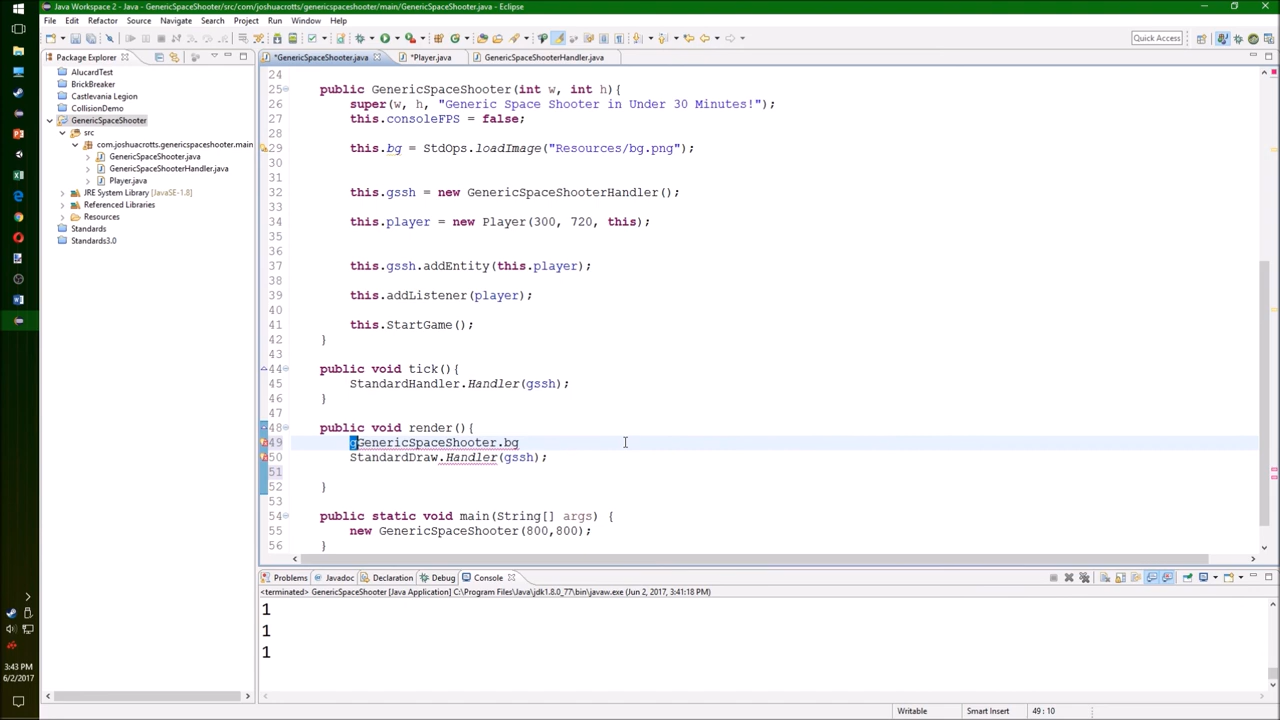 Java Workspace 2 - Java - GenericSpaceShooter/src/com/joshuacrotts/genericspaceshooter/main/GenericSpaceShooter.java - Eclipse
File Edit Source Refactor Navigate Search Project Run Window Help
Quick Access
Package Explorer
*GenericSpaceShooter.java
*Player.java
GenericSpaceShooterHandler.java
AlucardTest
BrickBreaker
Castlevania Legion
CollisionDemo
GenericSpaceShooter
src
com.joshuacrotts.genericspaceshooter.main
GenericSpaceShooter.java
GenericSpaceShooterHandler.java
Player.java
JRE System Library [JavaSE-1.8]
Referenced Libraries
Resources
Standards
Standards3.0
24
25 public GenericSpaceShooter(int w, int h){
26 super(w, h, "Generic Space Shooter in Under 30 Minutes!");
27 this.consoleFPS = false;
28
29 this.bg = StdOps.loadImage("Resources/bg.png");
30
31
32 this.gssh = new GenericSpaceShooterHandler();
33
34 this.player = new Player(300, 720, this);
35
36
37 this.gssh.addEntity(this.player);
38
39 this.addListener(player);
40
41 this.StartGame();
42 }
43
44 public void tick(){
45 StandardHandler.Handler(gssh);
46 }
47
48 public void render(){
49 gGenericSpaceShooter.bg
50 StandardDraw.Handler(gssh);
51
52 }
53
54 public static void main(String[] args) {
55 new GenericSpaceShooter(800,800);
56 }
Problems Javadoc Declaration Debug Console
<terminated> GenericSpaceShooter [Java Application] C:\Program Files\Java\jdk1.8.0_77\bin\javaw.exe (Jun 2, 2017, 3:41:18 PM)
1
1
1
3:43 PM
6/2/2017
Writable
Smart Insert
49 : 10